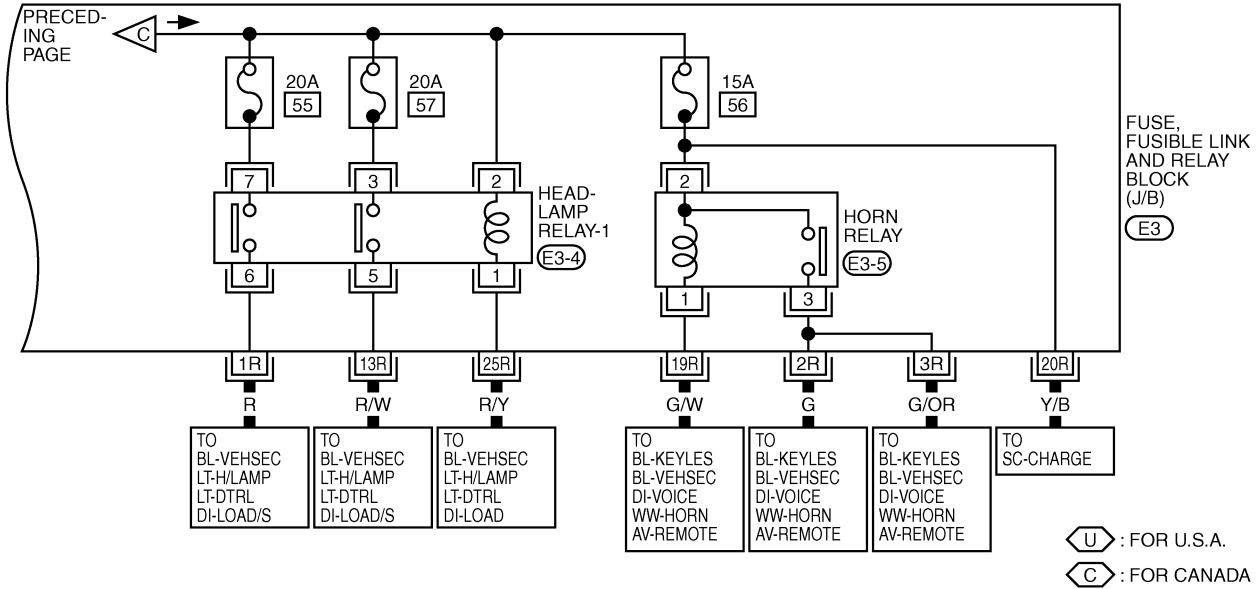 PRECED-
ING
PAGE
C
20A
55
20A
57
15A
56
FUSE,
FUSIBLE LINK
AND RELAY
BLOCK
(J/B)
E3
7
3
2
HEAD-
LAMP
RELAY-1
E3-4
6
5
1
2
HORN
RELAY
E3-5
1
3
1R
13R
25R
19R
2R
3R
20R
R
R/W
R/Y
G/W
G
G/OR
Y/B
TO
BL-VEHSEC
LT-H/LAMP
LT-DTRL
DI-LOAD/S
TO
BL-VEHSEC
LT-H/LAMP
LT-DTRL
DI-LOAD/S
TO
BL-VEHSEC
LT-H/LAMP
LT-DTRL
DI-LOAD
TO
BL-KEYLES
BL-VEHSEC
DI-VOICE
WW-HORN
AV-REMOTE
TO
BL-KEYLES
BL-VEHSEC
DI-VOICE
WW-HORN
AV-REMOTE
TO
BL-KEYLES
BL-VEHSEC
DI-VOICE
WW-HORN
AV-REMOTE
TO
SC-CHARGE
U : FOR U.S.A.
C : FOR CANADA